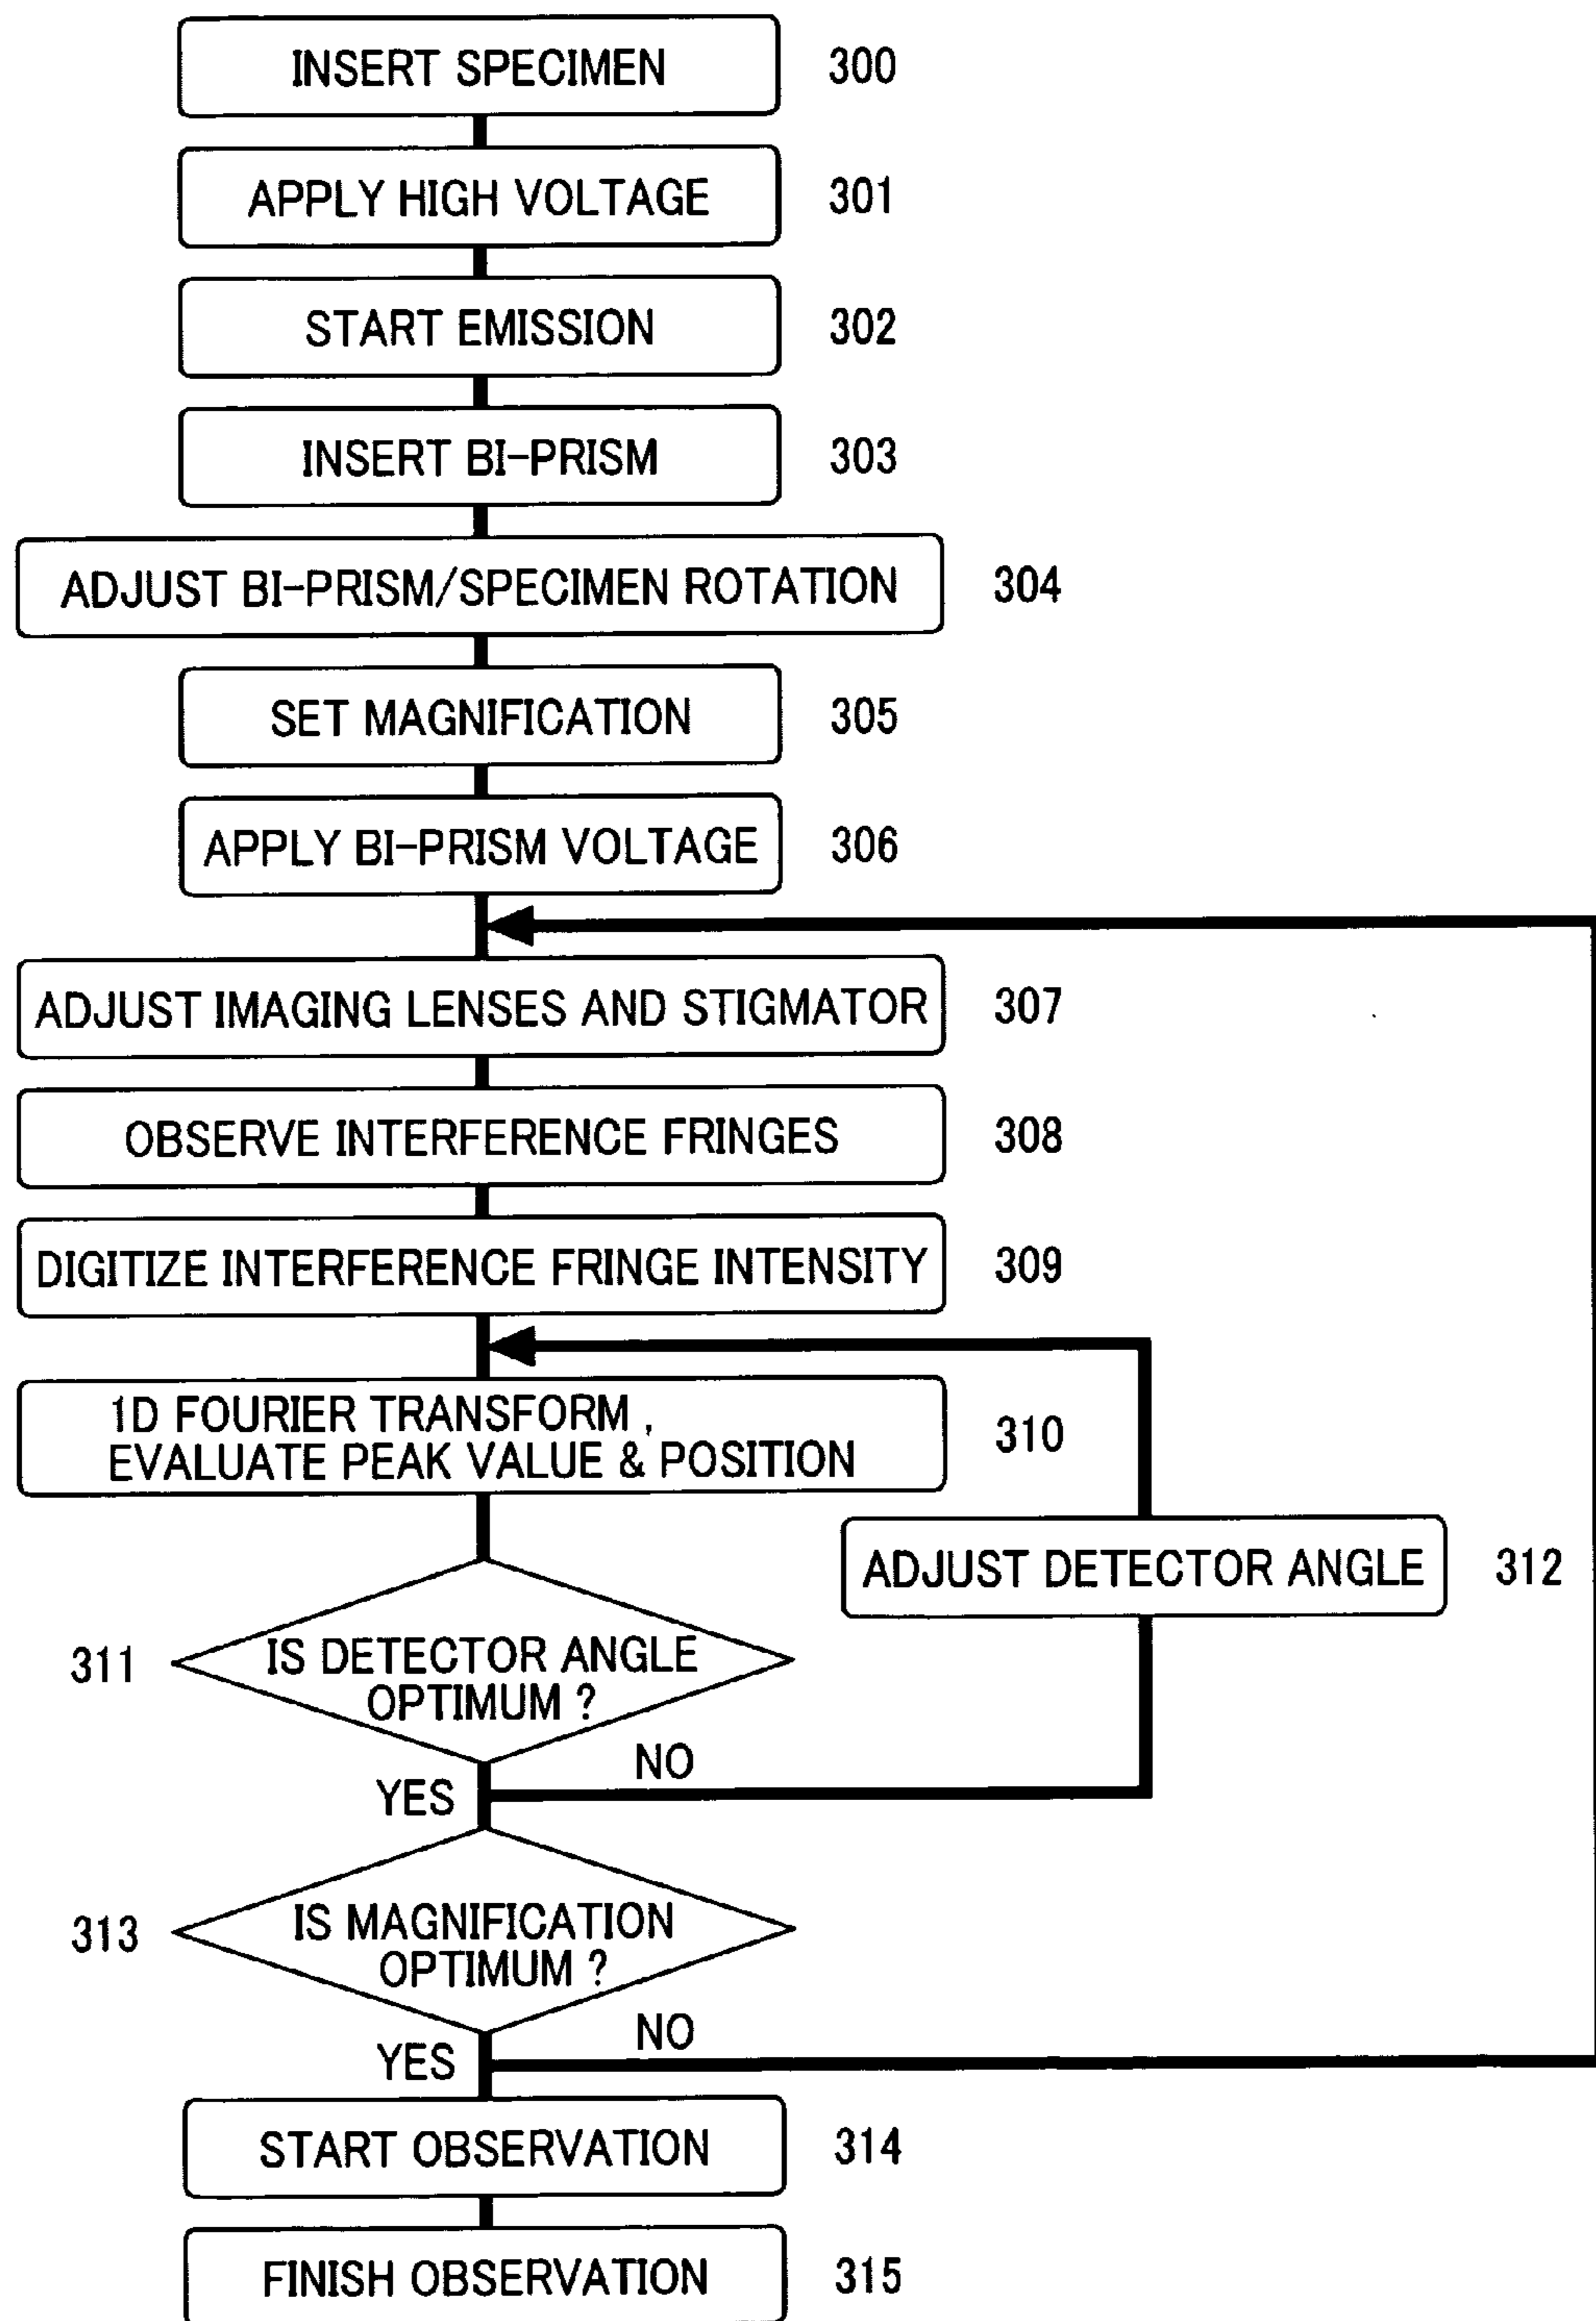 INSERT SPECIMEN 300
APPLY HIGH VOLTAGE 301
START EMISSION 302
INSERT BI-PRISM 303
ADJUST BI-PRISM/SPECIMEN ROTATION 304
SET MAGNIFICATION 305
APPLY BI-PRISM VOLTAGE 306
ADJUST IMAGING LENSES AND STIGMATOR 307
OBSERVE INTERFERENCE FRINGES 308
DIGITIZE INTERFERENCE FRINGE INTENSITY 309
1D FOURIER TRANSFORM ,
EVALUATE PEAK VALUE & POSITION 310
ADJUST DETECTOR ANGLE 312
311 IS DETECTOR ANGLE
OPTIMUM ?
NO
YES
313 IS MAGNIFICATION
OPTIMUM ?
NO
YES
START OBSERVATION 314
FINISH OBSERVATION 315